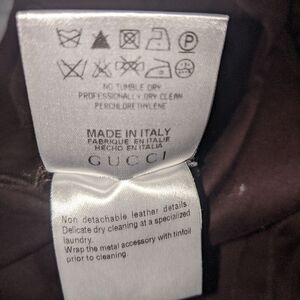 P
NO TUMBLE DRY
PROFESSIONALLY DRY CLEAN
PERCHLORETHYLENE
MADE IN ITALY
FABRIQUÉ EN ITALIE
HECHO EN ITALIA
GUCCI
Non detachable leather details
Delicate dry cleaning at a specialized
laundry.
Wrap the metal accessory with tinfoil
prior to cleaning.